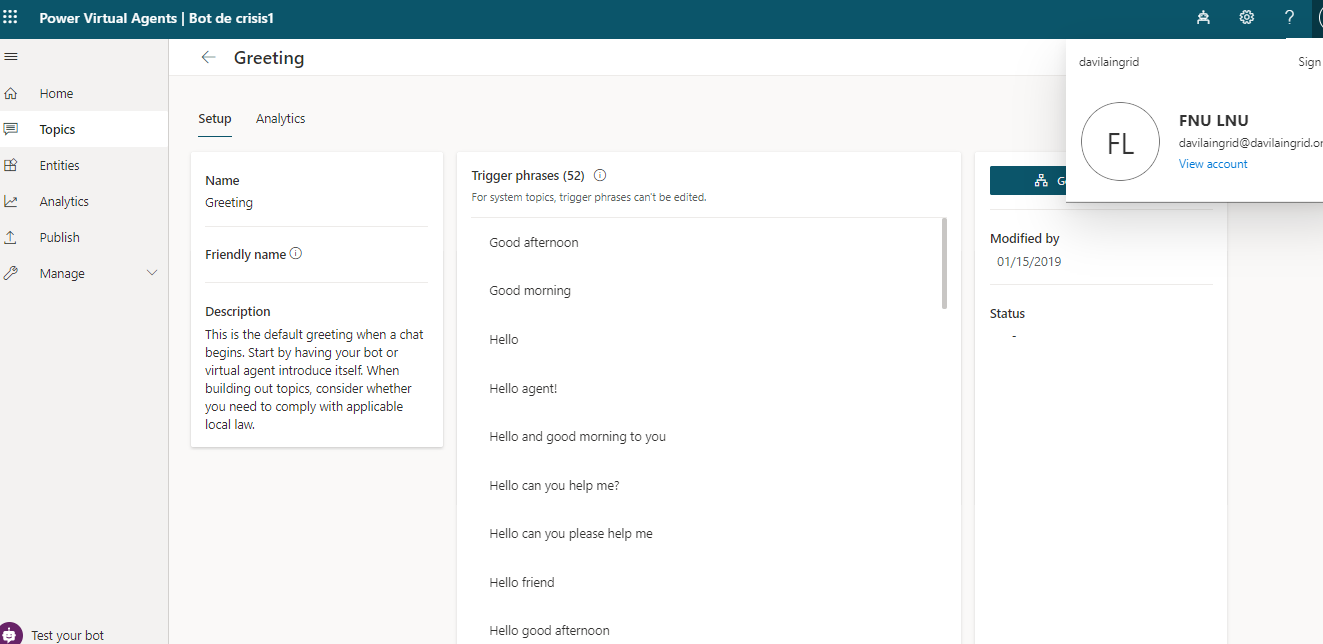 Power Virtual Agents | Bot de crisis1
Home
Topics
Entities
Analytics
Publish
Manage
Test your bot
Greeting
Setup
Analytics
Name
Greeting
Friendly name
Description
This is the default greeting when a chat
begins. Start by having your bot or
virtual agent introduce itself. When
building out topics, consider whether
you need to comply with applicable
local law.
Trigger phrases (52)
For system topics, trigger phrases can't be edited.
Good afternoon
Good morning
Hello
Hello agent!
Hello and good morning to you
Hello can you help me?
Hello can you please help me
Hello friend
Hello good afternoon
Modified by
01/15/2019
Status
-
davilaingrid
Sign
FL
FNU LNU
davilaingrid@davilaingrid.or
View account